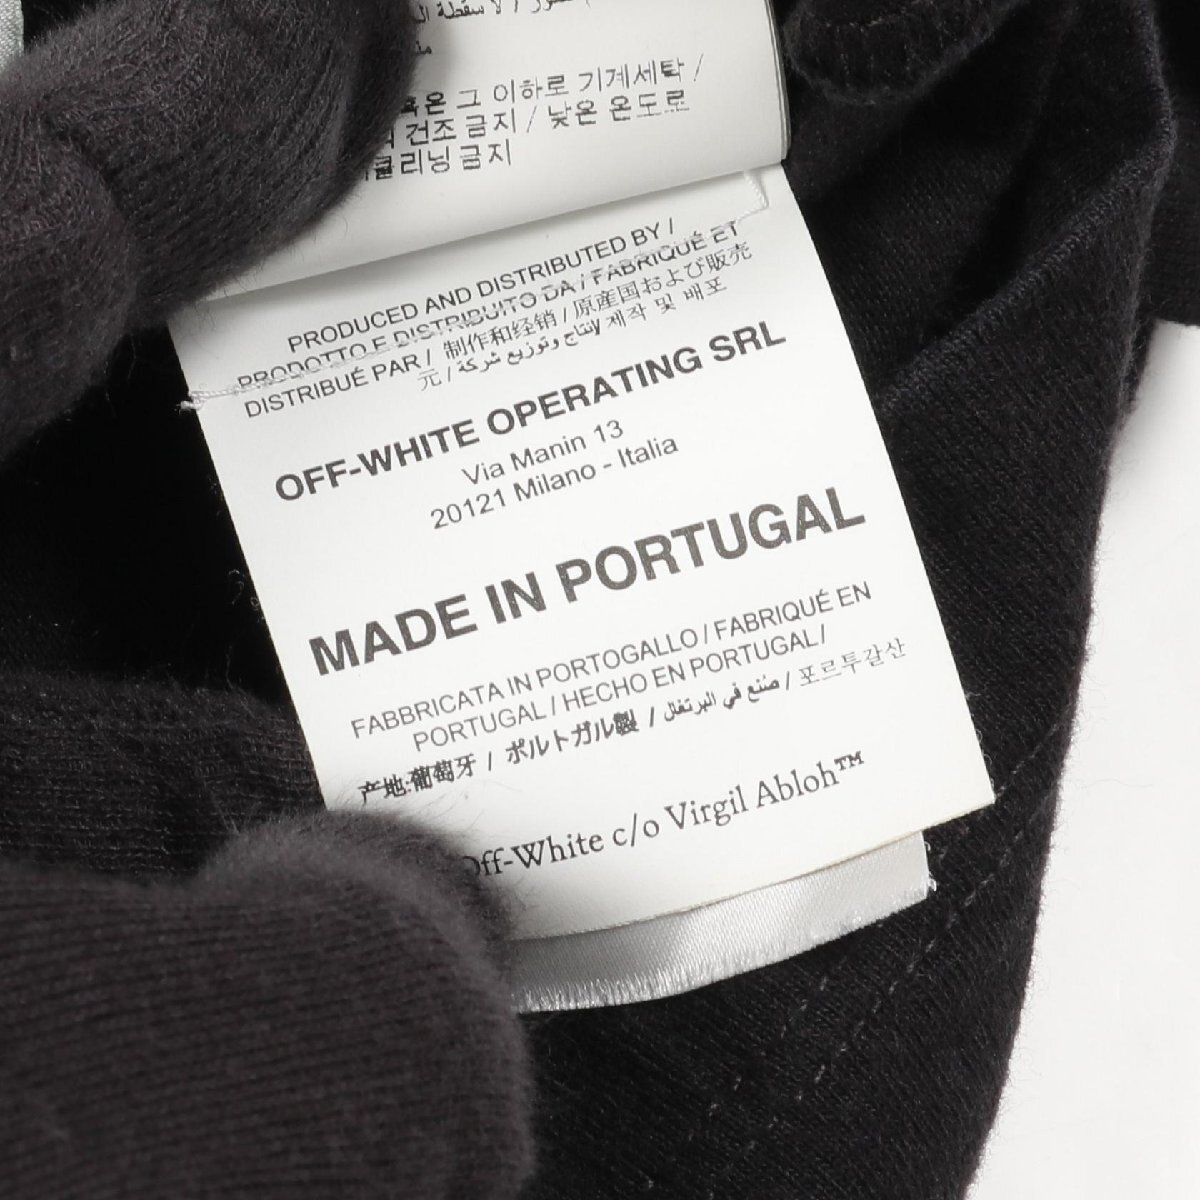 그 이하로 기계세탁 /
건조 금지 / 낮은 온도로
클리닝 금지
PRODUCED AND DISTRIBUTED BY /
PRODOTTO E DISTRIBUITO DA / FABRIQUÉ ET
DISTRIBUÉ PAR / 制作和经销 / 原産国および販売
元 / إنتاج وتوزيع شركة / 제작 및 배포
OFF-WHITE OPERATING SRL
Via Manin 13
20121 Milano - Italia
MADE IN PORTUGAL
FABBRICATA IN PORTOGALLO / FABRIQUÉ EN
PORTUGAL / HECHO EN PORTUGAL /
产地:葡萄牙 / ポルトガル製 / صنع في البرتغال / 포르투갈산
Off-White c/o Virgil Abloh™